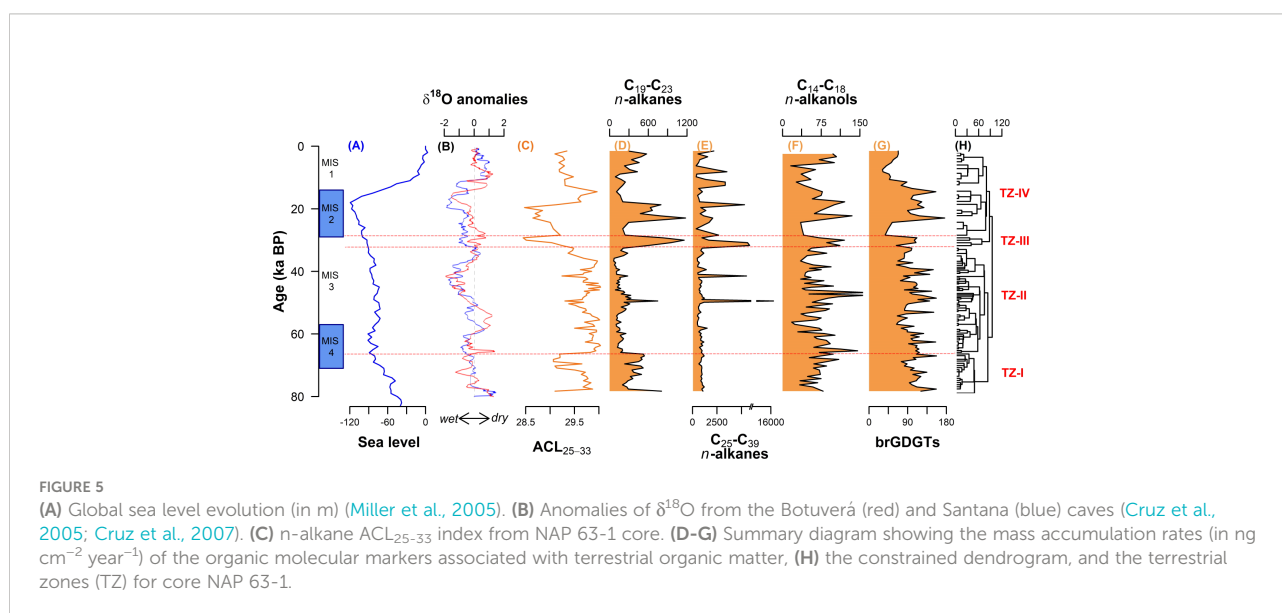 C19-C23
n-alkanes
C14-C18
n-alkanols
δ18O anomalies
-2 0 2
0 600 1200
0 75 150
0 60 120
(A) (B) (C) (D) (E) (F) (G) (H)
Age (ka BP)
0
20
40
60
80
MIS
1
MIS
2
MIS
3
MIS
4
TZ-IV
TZ-III
TZ-II
TZ-I
wet dry
-120 -60 0
28.5 29.5
0 2500 16000
0 90 180
Sea level
ACL25–33
C25-C39
n-alkanes
brGDGTs
FIGURE 5
(A) Global sea level evolution (in m) (Miller et al., 2005). (B) Anomalies of δ18O from the Botuverá (red) and Santana (blue) caves (Cruz et al.,
2005; Cruz et al., 2007). (C) n-alkane ACL25-33 index from NAP 63-1 core. (D-G) Summary diagram showing the mass accumulation rates (in ng
cm−2 year−1) of the organic molecular markers associated with terrestrial organic matter, (H) the constrained dendrogram, and the terrestrial
zones (TZ) for core NAP 63-1.